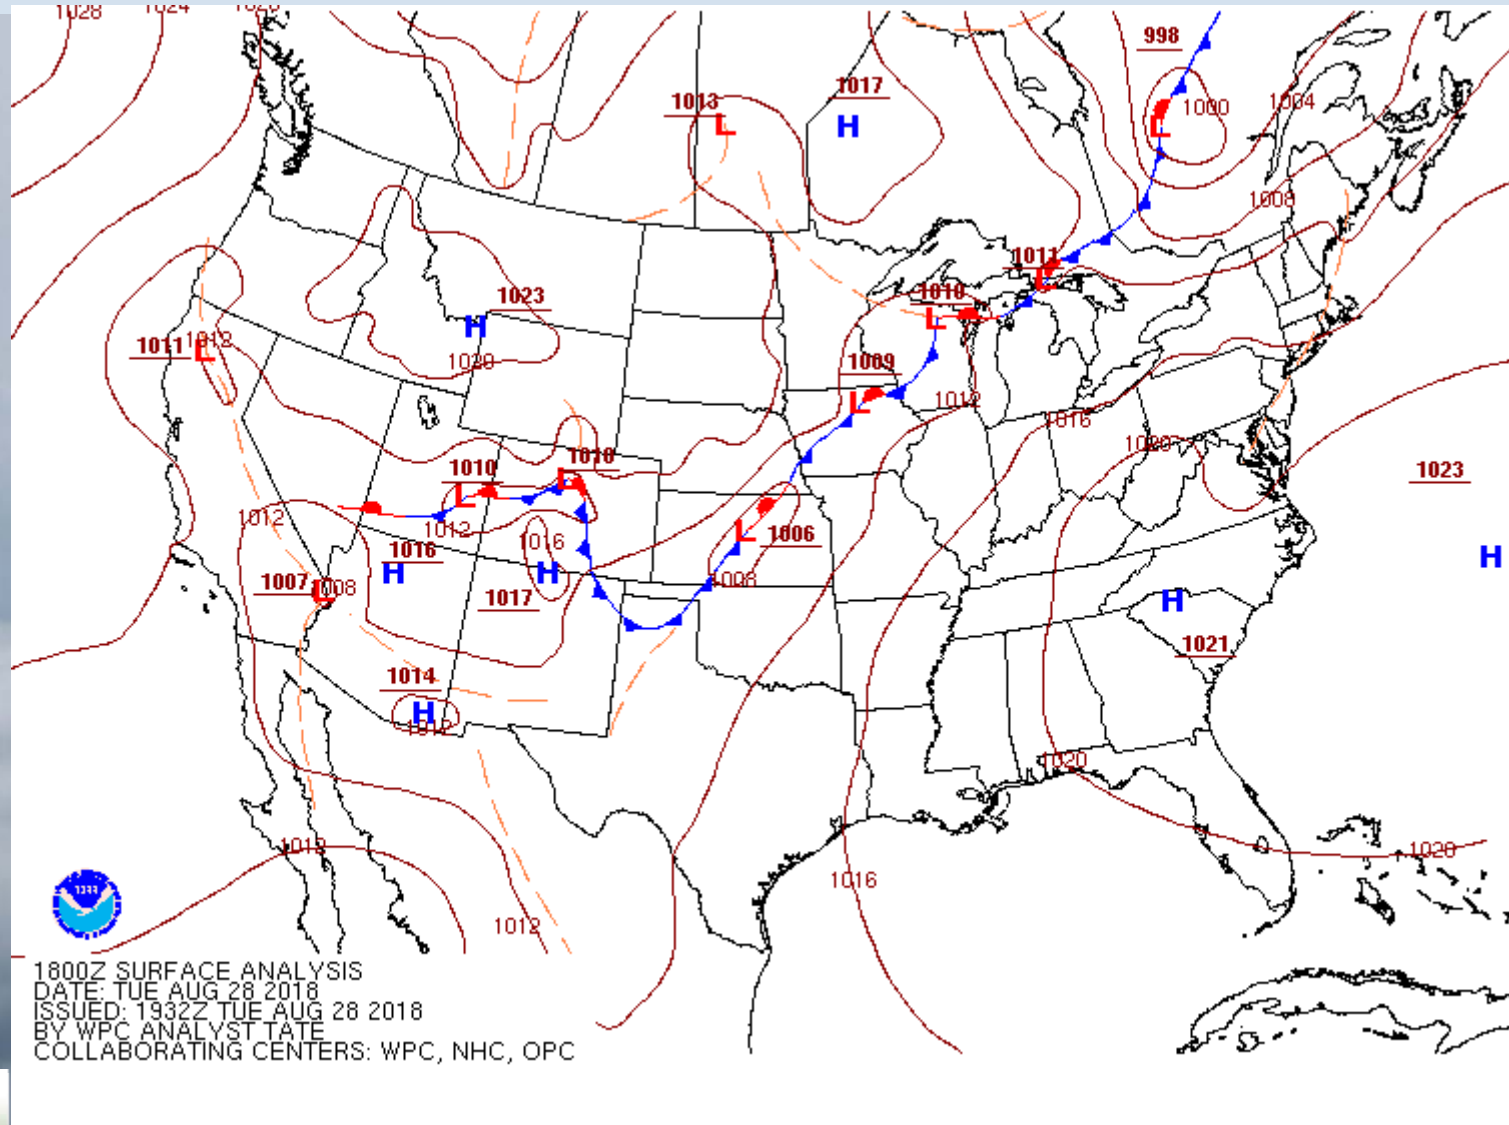 1028
1024
1020
998
1017
1013
1000
1004
1008
1011
1010
1023
1012
1011
1020
1009
1012
1016
1020
1023
1010
1010
1012
1012
1016
1016
1006
1008
1007
1008
1017
1021
1014
1012
1020
1012
1020
1016
1012
H
L
L
H
L
L
L
L
L
L
L
H
H
L
H
H
H
H
1800Z SURFACE ANALYSIS
DATE: TUE AUG 28 2018
ISSUED: 1932Z TUE AUG 28 2018
BY WPC ANALYST TATE
COLLABORATING CENTERS: WPC, NHC, OPC